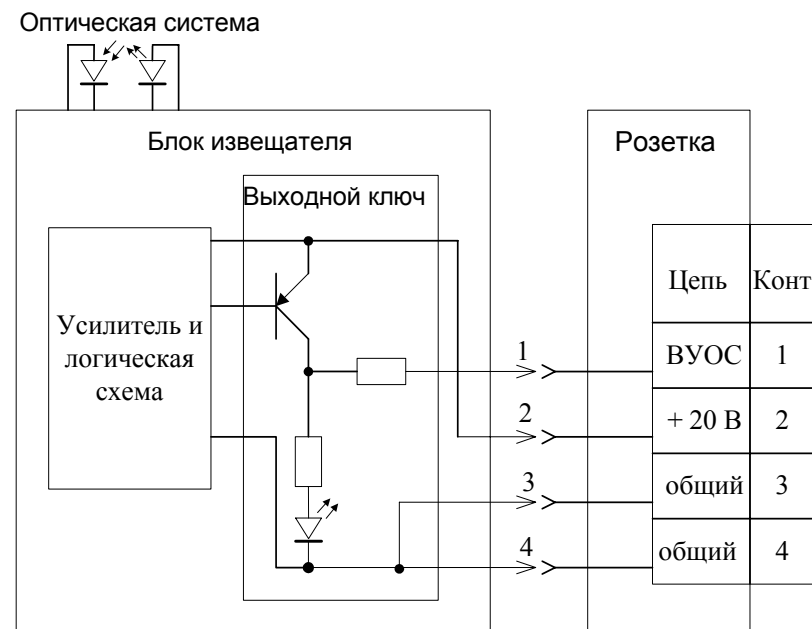 Оптическая система
Блок извещателя
Розетка
Выходной ключ
Усилитель и
логическая
схема
1
2
3
4
Цепь Конт
ВУОС 1
+ 20 В 2
общий 3
общий 4